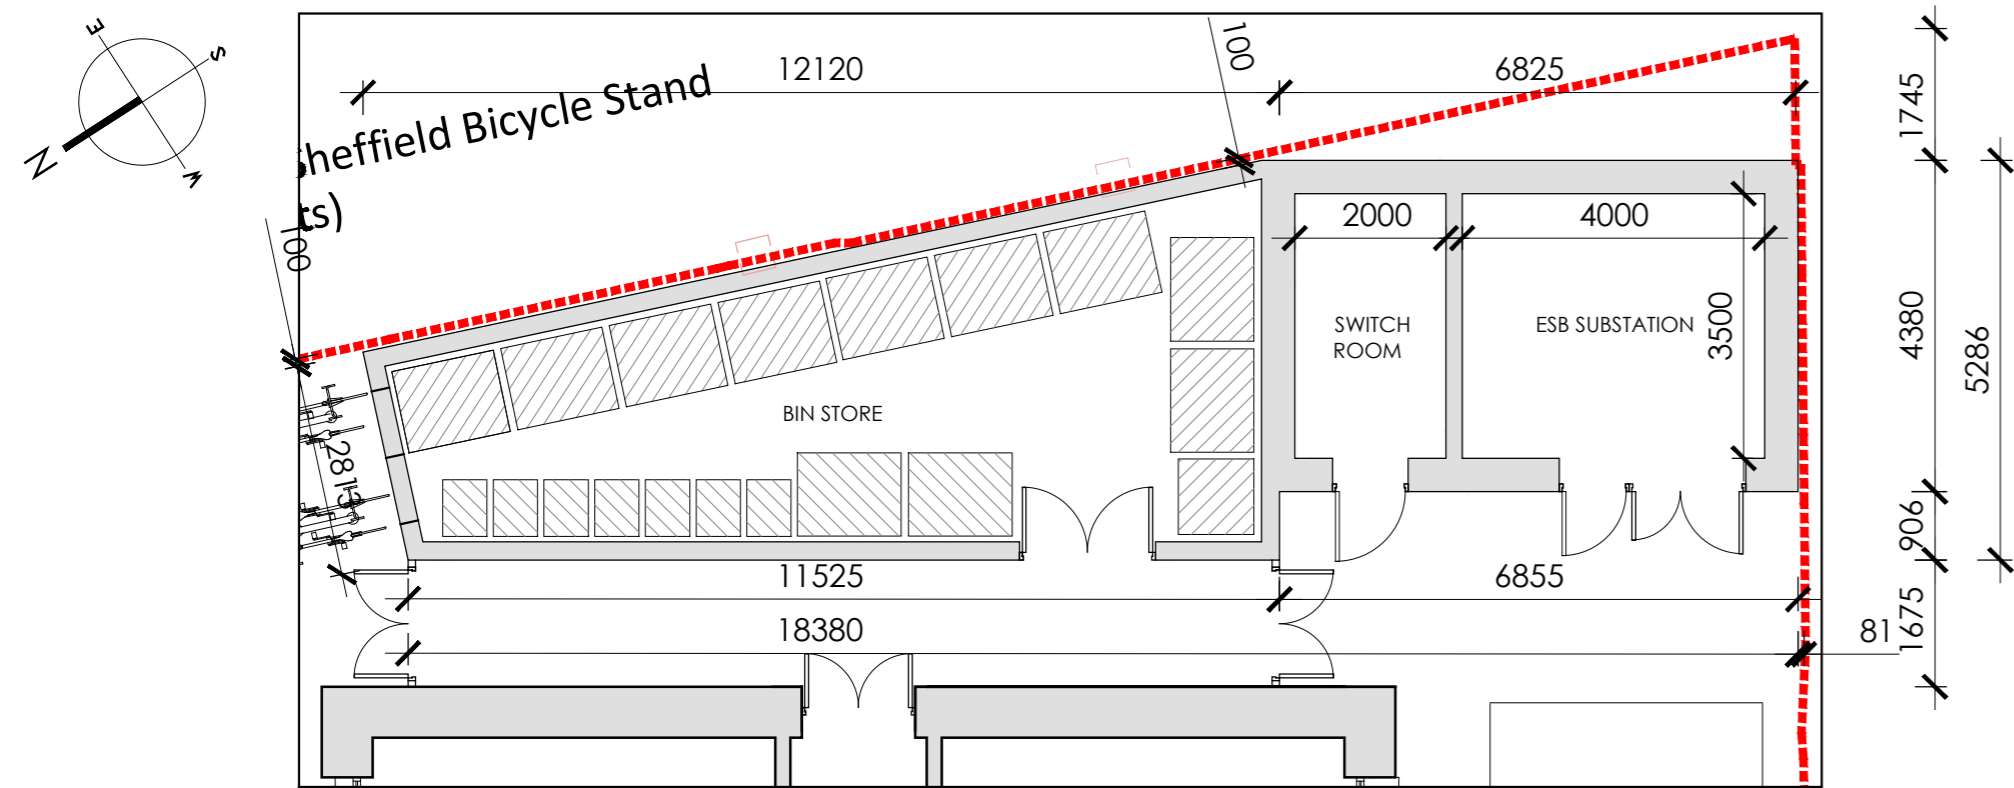 E
S
N
W
12120
100
6825
1745
heffield Bicycle Stand
ts)
100
2000
4000
SWITCH
ROOM
ESB SUBSTATION
3500
4380
5286
BIN STORE
2813
906
11525
6855
1675
18380
81